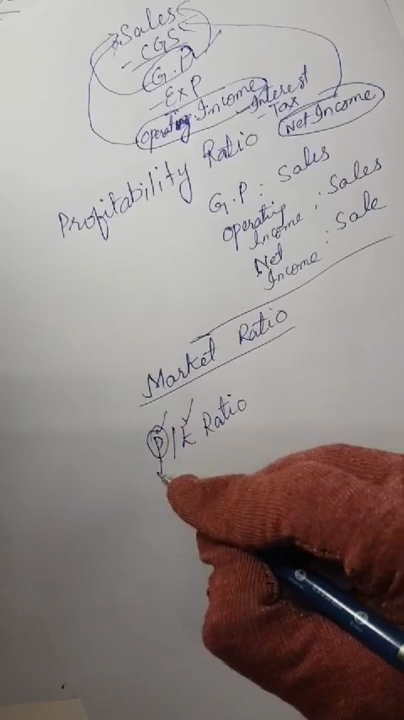 Sales
- CGS
G.P
- Exp
Operating Income
- Interest
- Tax
Net Income
Profitability Ratio
G.P : Sales
Operating
Income : Sales
Net
Income : Sale
Market Ratio
P/E Ratio